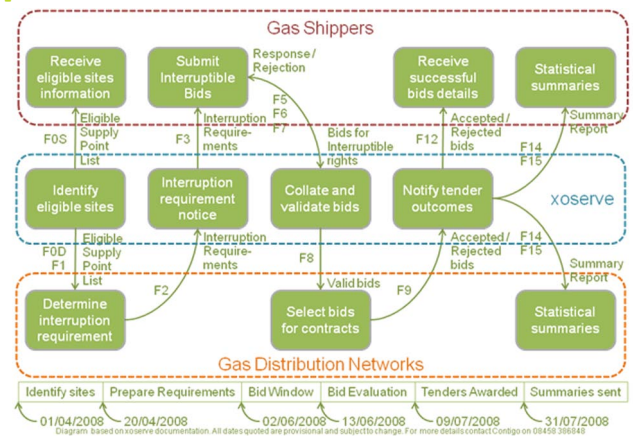 Gas Shippers
Receive
eligible sites
information
Submit
Interruptible
Bids
Response /
Rejection
Receive
successful
bids details
Statistical
summaries
F0S
Eligible
Supply
Point
List
F3
Interruption
Require-
ments
F5
F6
F7
Bids for
Interruptible
rights
F12
Accepted /
Rejected
bids
F14
F15
Summary
Report
Identify
eligible sites
Interruption
requirement
notice
Collate and
validate bids
Notify tender
outcomes
xoserve
F0D
F1
Eligible
Supply
Point
List
F2
Interruption
Require-
ments
F8
Valid bids
F9
Accepted /
Rejected
bids
F14
F15
Summary
Report
Determine
interruption
requirement
Select bids
for contracts
Statistical
summaries
Gas Distribution Networks
Identify sites Prepare Requirements Bid Window Bid Evaluation Tenders Awarded Summaries sent
01/04/2008 20/04/2008 02/06/2008 13/06/2008 09/07/2008 31/07/2008
Diagram based on xoserve documentation. All dates quoted are provisional and subject to change. For more details contact Contigo on 08458 386848